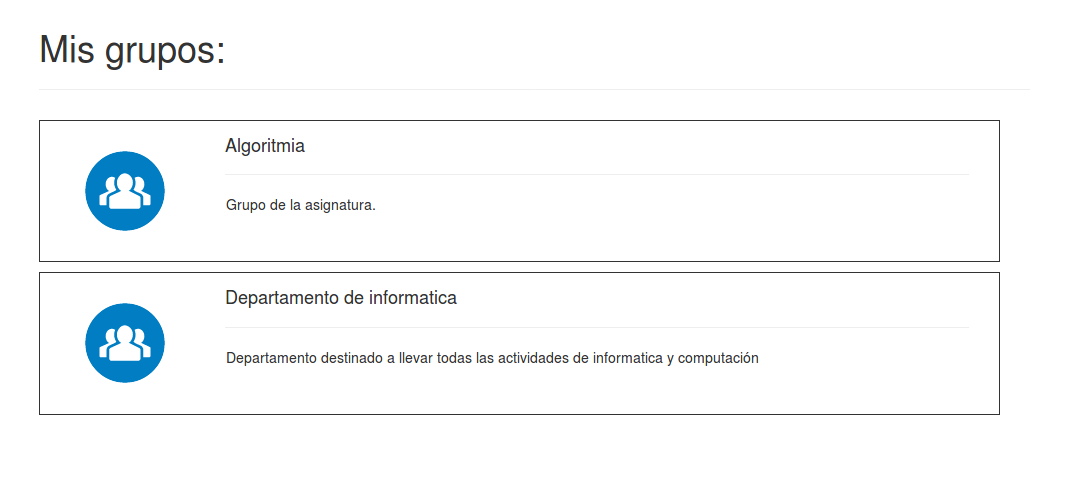 Mis grupos:
Algoritmia
Grupo de la asignatura.
Departamento de informatica
Departamento destinado a llevar todas las actividades de informatica y computación